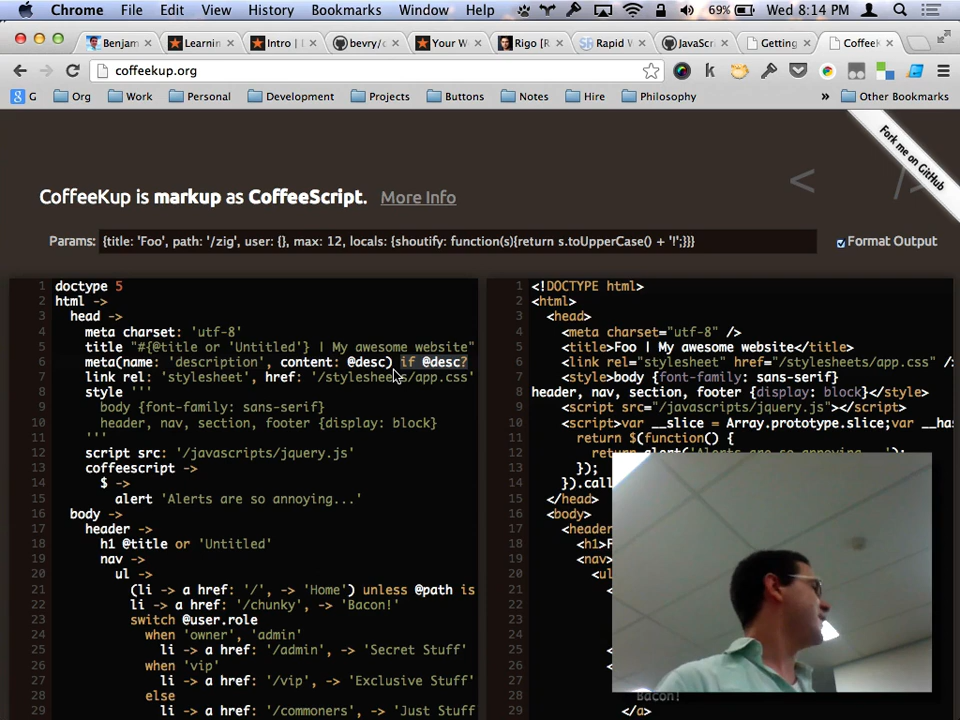 Chrome File Edit View History Bookmarks Window Help 69% Wed 8:14 PM
Benjam Learnin Intro | [ bevry/c Your W Rigo [R Rapid W JavaScr Getting CoffeeK
coffeekup.org
G Org Work Personal Development Projects Buttons Notes Hire Philosophy » Other Bookmarks
Fork me on GitHub
< /
CoffeeKup is markup as CoffeeScript. More Info
Params: {title: 'Foo', path: '/zig', user: {}, max: 12, locals: {shoutify: function(s){return s.toUpperCase() + '!';}}} Format Output
1 doctype 5
2 html ->
3 head ->
4 meta charset: 'utf-8'
5 title "#{@title or 'Untitled'} | My awesome website"
6 meta(name: 'description', content: @desc) if @desc?
7 link rel: 'stylesheet', href: '/stylesheets/app.css'
8 style '''
9 body {font-family: sans-serif}
10 header, nav, section, footer {display: block}
11 '''
12 script src: '/javascripts/jquery.js'
13 coffeescript ->
14 $ ->
15 alert 'Alerts are so annoying...'
16 body ->
17 header ->
18 h1 @title or 'Untitled'
19 nav ->
20 ul ->
21 (li -> a href: '/', -> 'Home') unless @path is
22 li -> a href: '/chunky', -> 'Bacon!'
23 switch @user.role
24 when 'owner', 'admin'
25 li -> a href: '/admin', -> 'Secret Stuff'
26 when 'vip'
27 li -> a href: '/vip', -> 'Exclusive Stuff'
28 else
29 li -> a href: '/commoners', -> 'Just Stuff
1 <!DOCTYPE html>
2 <html>
3 <head>
4 <meta charset="utf-8" />
5 <title>Foo | My awesome website</title>
6 <link rel="stylesheet" href="/stylesheets/app.css" /
7 <style>body {font-family: sans-serif}
8 header, nav, section, footer {display: block}</style>
9 <script src="/javascripts/jquery.js"></script>
10 <script>var __slice = Array.prototype.slice;var __ha
11 return $(function() {
12 return alert('Alerts are so annoying...');
13 });
14 }).call
15 </head>
16 <body>
17 <header
18 <h1>F
19 <na
20 <ul
21
22
23
24
25
26
27
28 Bacon!
29 </a>